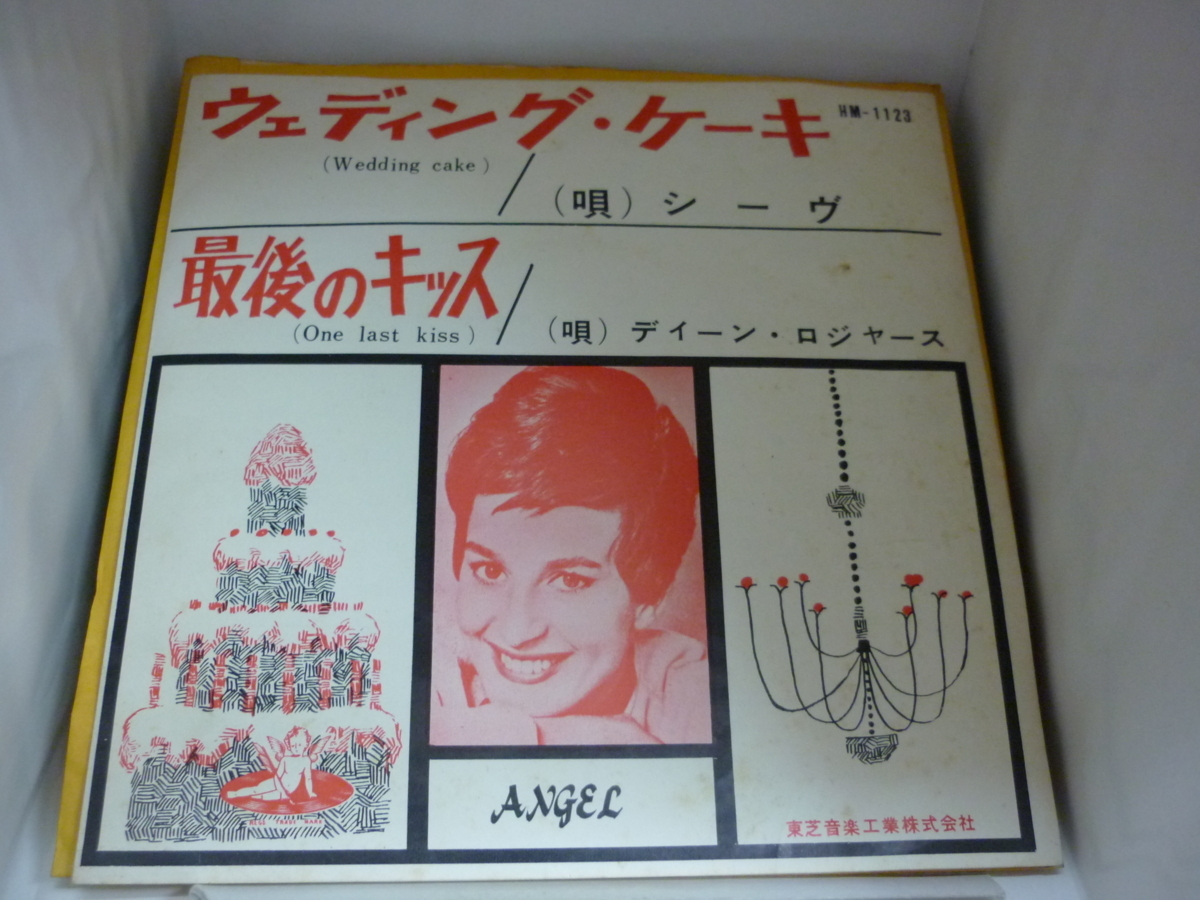 ウェディング・ケーキ HM-1123
(Wedding cake) / (唄) シーヴ
最後のキッス
(One last kiss) / (唄) デイーン・ロジャース
ANGEL
東芝音楽工業株式会社